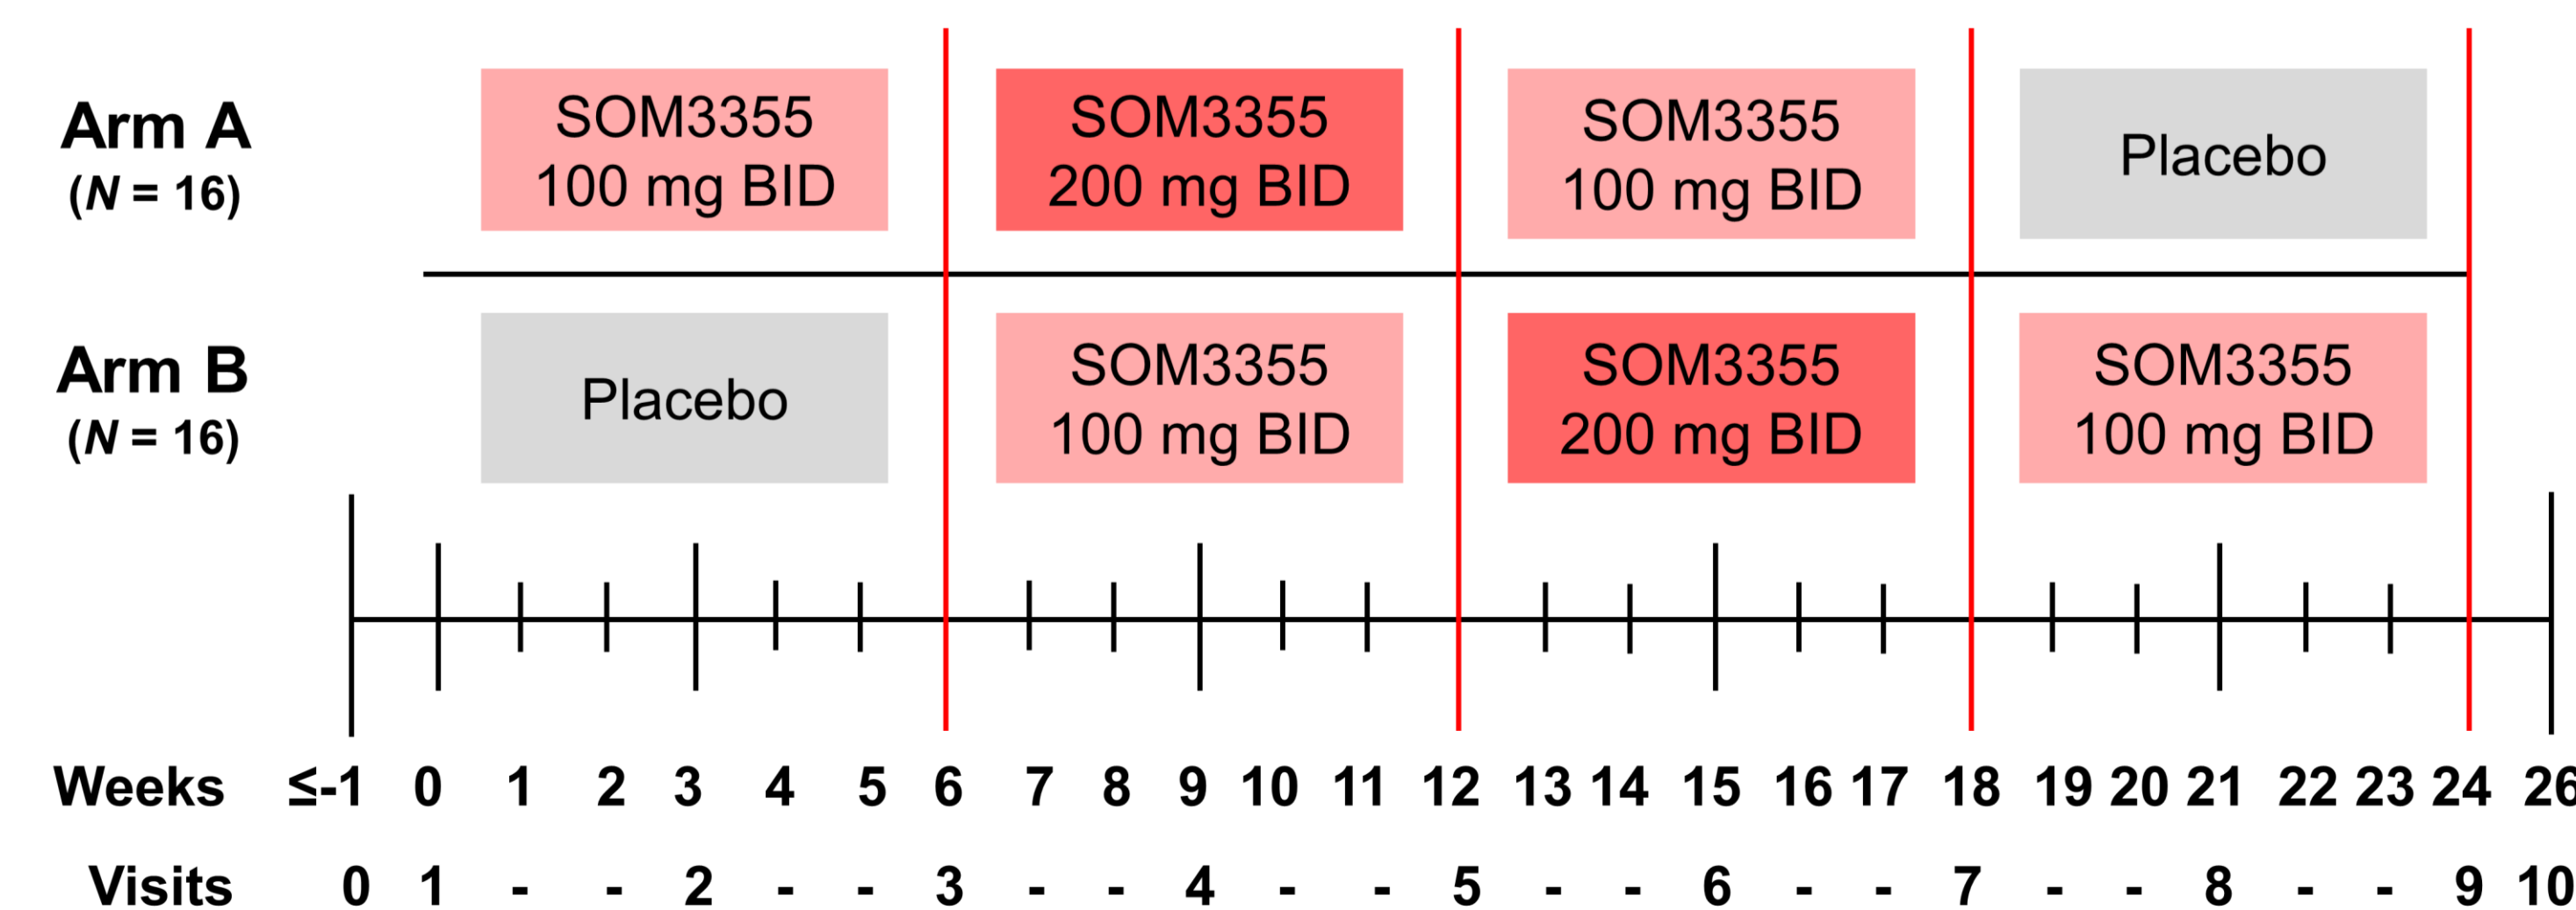 Arm A
(N = 16)
SOM3355
100 mg BID
SOM3355
200 mg BID
SOM3355
100 mg BID
Placebo
Arm B
(N = 16)
Placebo
SOM3355
100 mg BID
SOM3355
200 mg BID
SOM3355
100 mg BID
Weeks ≤-1 0 1 2 3 4 5 6 7 8 9 10 11 12 13 14 15 16 17 18 19 20 21 22 23 24 26
Visits 0 1 - - 2 - - 3 - - 4 - - 5 - - 6 - - 7 - - 8 - - 9 10